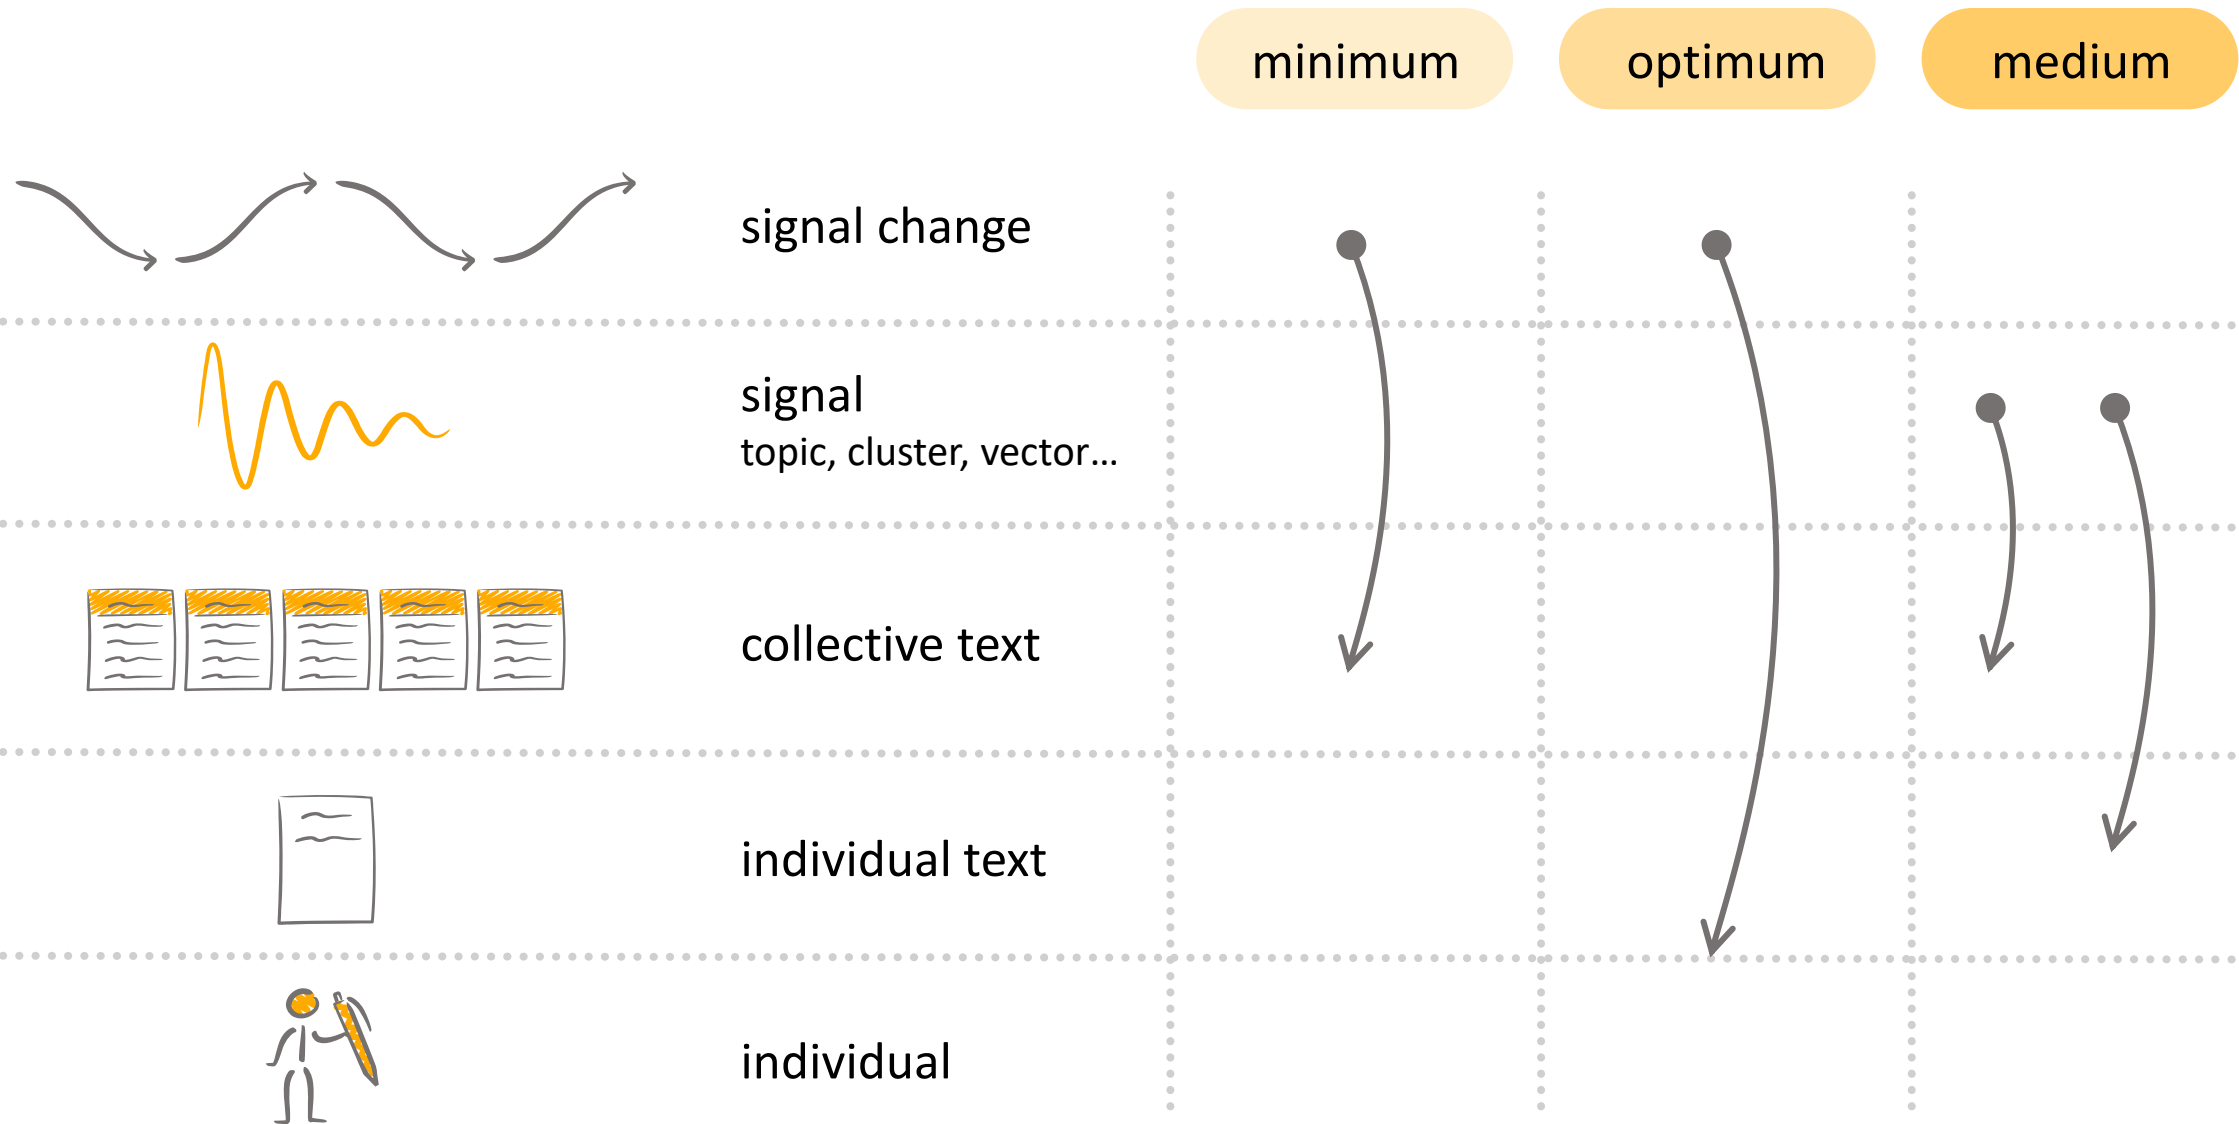 minimum
optimum
medium
signal change
signal
topic, cluster, vector...
collective text
individual text
individual